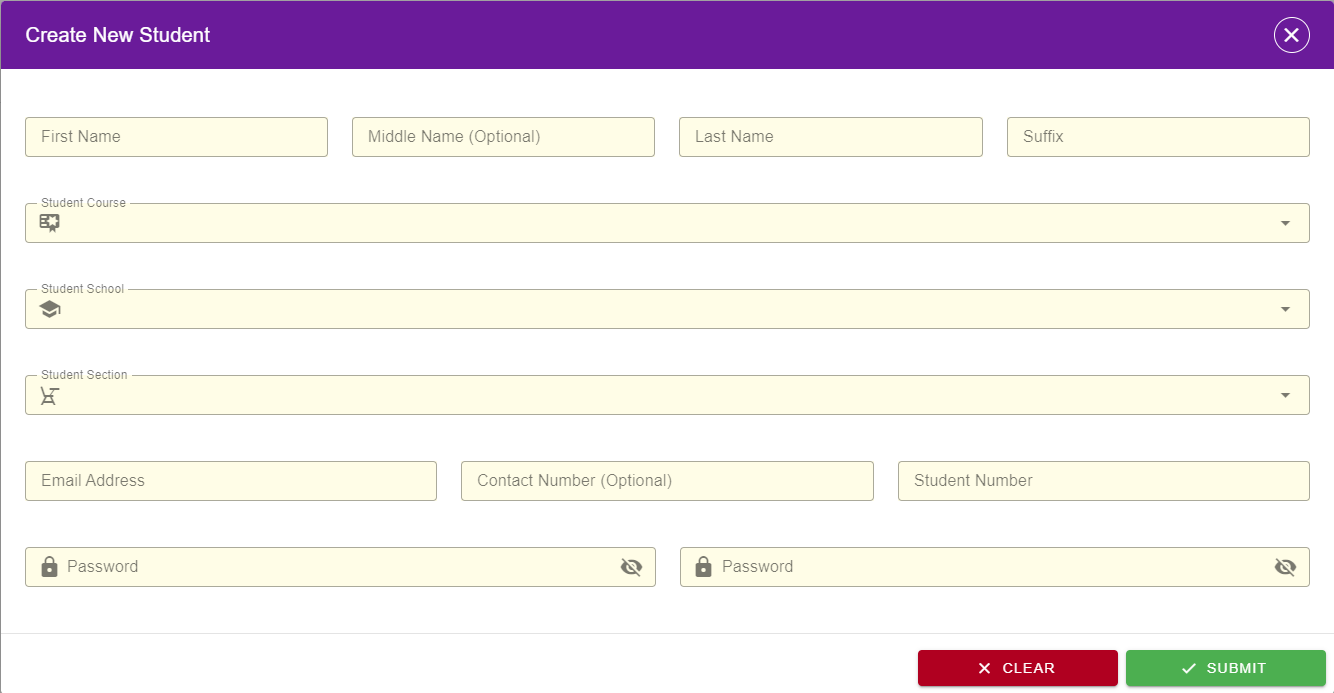 Create New Student
First Name Middle Name (Optional) Last Name Suffix
Student Course
Student School
Student Section
Email Address Contact Number (Optional) Student Number
Password Password
CLEAR SUBMIT